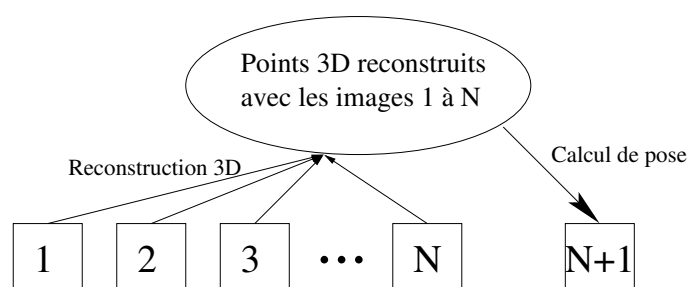 Points 3D reconstruits
avec les images 1 à N
Reconstruction 3D
Calcul de pose
1 2 3 ... N N+1